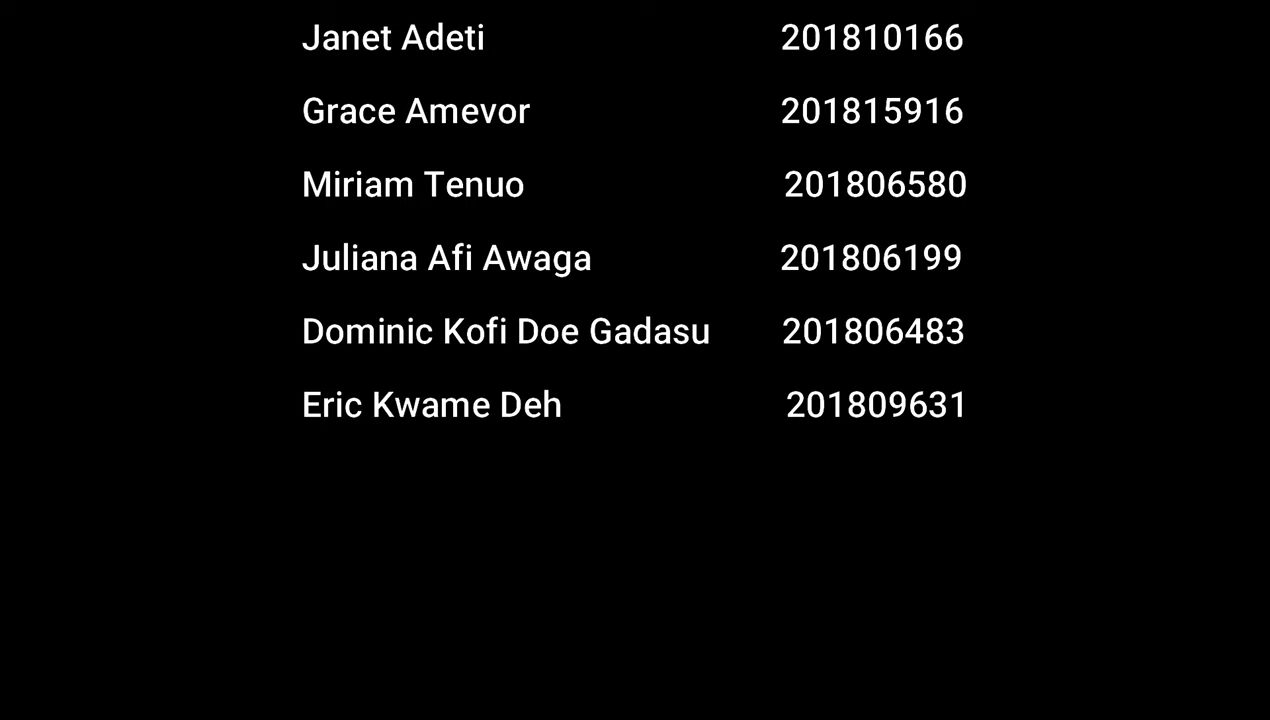 Janet Adeti 201810166
Grace Amevor 201815916
Miriam Tenuo 201806580
Juliana Afi Awaga 201806199
Dominic Kofi Doe Gadasu 201806483
Eric Kwame Deh 201809631